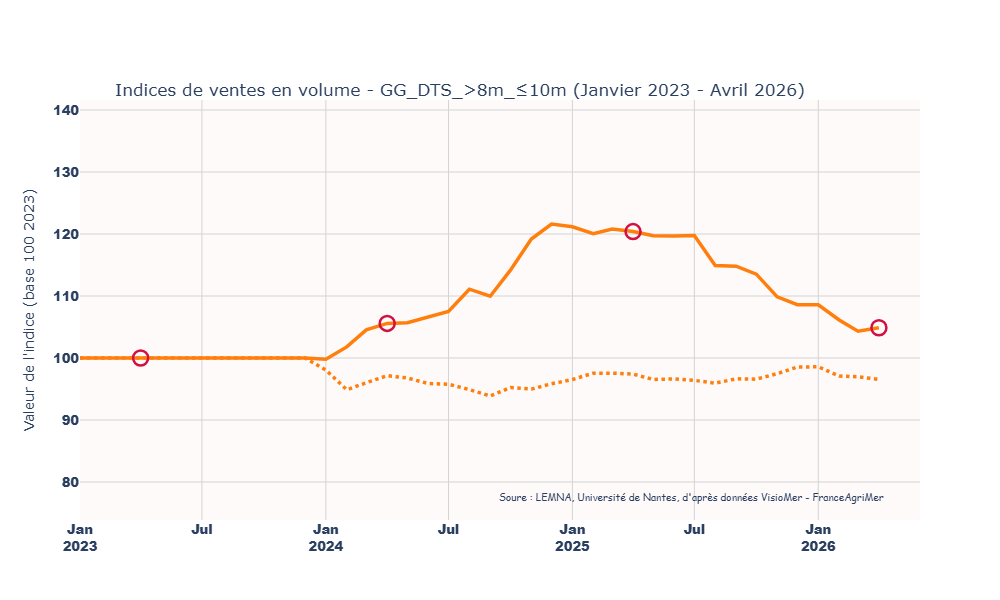 Indices de ventes en volume - GG_DTS_>8m_≤10m (Janvier 2023 - Avril 2026)
Valeur de l'indice (base 100 2023)
140
130
120
110
100
90
80
Soure : LEMNA, Université de Nantes, d'après données VisioMer - FranceAgriMer
Jan Jul Jan Jul Jan Jul Jan
2023 2024 2025 2026